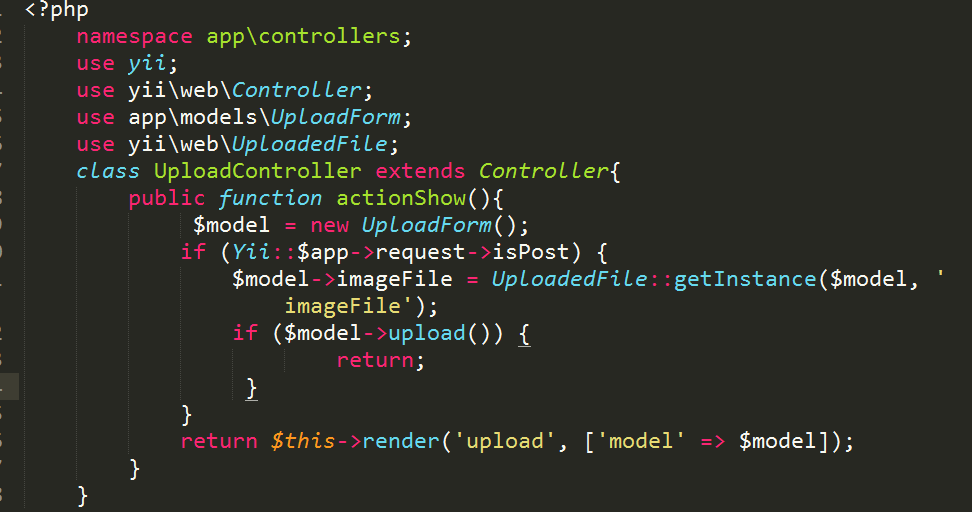 <?php
namespace app\controllers;
use yii;
use yii\web\Controller;
use app\models\UploadForm;
use yii\web\UploadedFile;
class UploadController extends Controller{
public function actionShow(){
$model = new UploadForm();
if (Yii::$app->request->isPost) {
$model->imageFile = UploadedFile::getInstance($model, '
imageFile');
if ($model->upload()) {
return;
}
}
return $this->render('upload', ['model' => $model]);
}
}